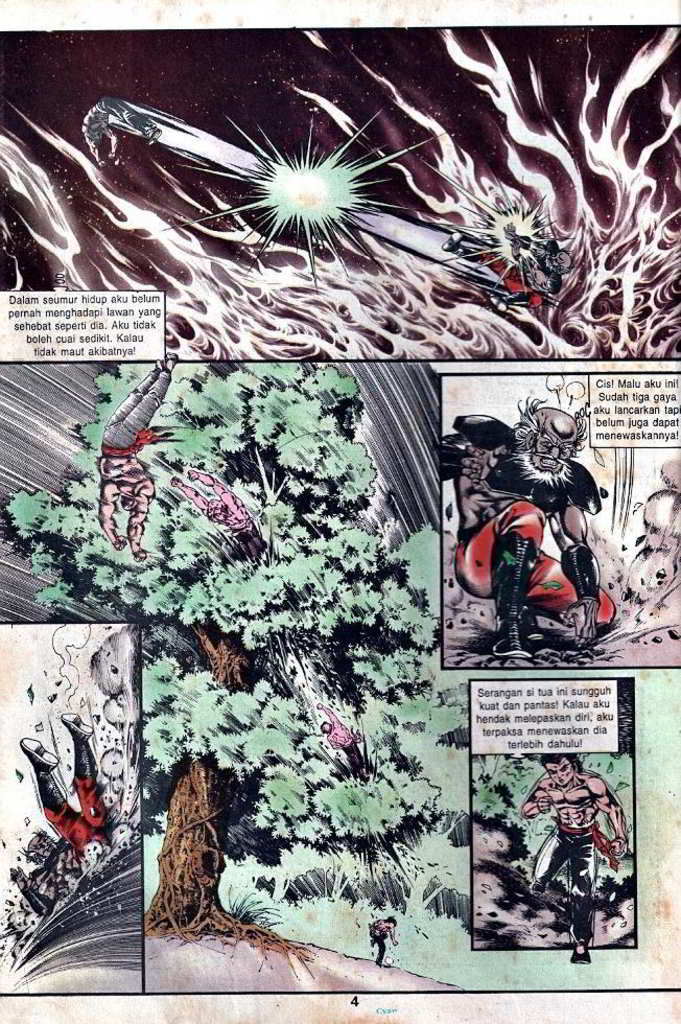 Dalam seumur hidup aku belum
pernah menghadapi lawan yang
sehebat seperti dia. Aku tidak
boleh cuai sedikit. Kalau
tidak maut akibatnya!
Cis! Malu aku ini!
Sudah tiga gaya
aku lancarkan tapi
belum juga dapat
menewaskannya!
Serangan si tua ini sungguh
kuat dan pantas! Kalau aku
hendak melepaskan diri, aku
terpaksa menewaskan dia
terlebih dahulu!
4